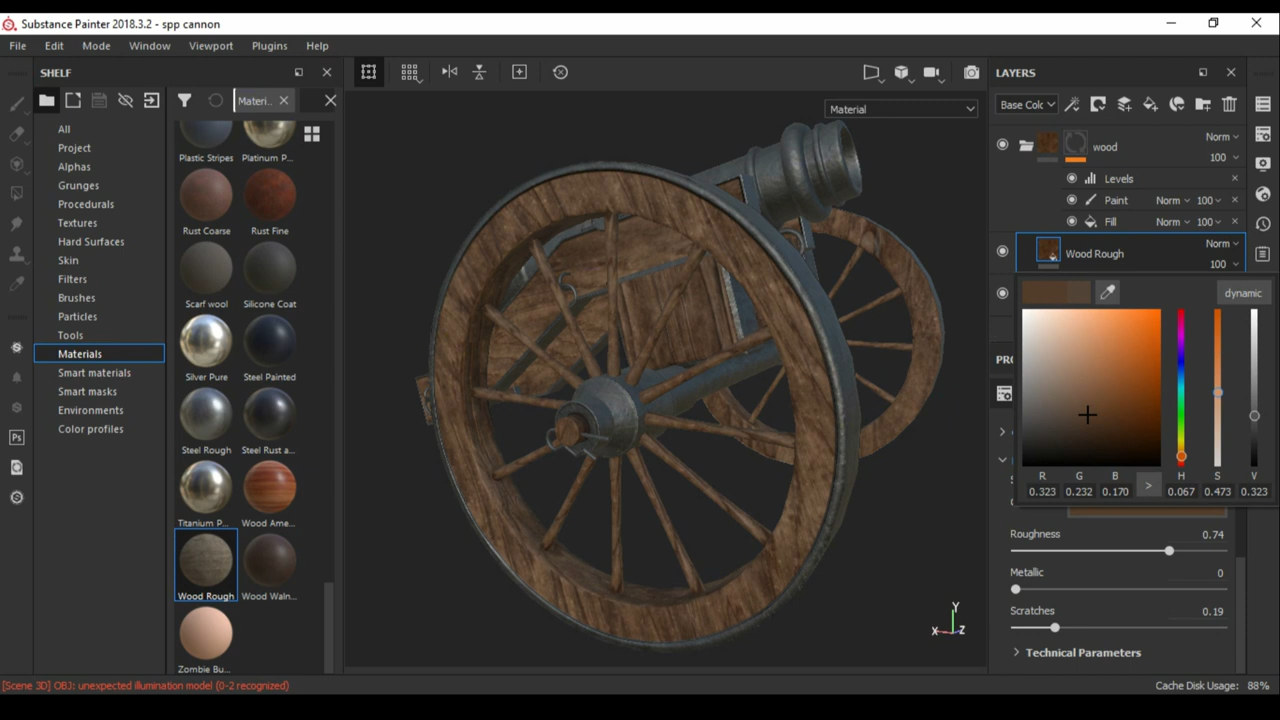 Substance Painter 2018.3.2 - spp cannon
File Edit Mode Window Viewport Plugins Help
SHELF
Materi..
All
Project
Alphas
Grunges
Procedurals
Textures
Hard Surfaces
Skin
Filters
Brushes
Particles
Tools
Materials
Smart materials
Smart masks
Environments
Color profiles
Ps
Plastic Stripes Platinum P...
Rust Coarse Rust Fine
Scarf wool Silicone Coat
Silver Pure Steel Painted
Steel Rough Steel Rust a...
Titanium P... Wood Ame...
Wood Rough Wood Waln...
Zombie Bu...
Material
Y
X Z
LAYERS
Base Colc
wood Norm
100
Levels
Paint Norm 100
Fill Norm 100
Wood Rough Norm
100
dynamic
R G B H S V
0.323 0.232 0.170 > 0.067 0.473 0.323
Roughness 0.74
Metallic 0
Scratches 0.19
Technical Parameters
[Scene 3D] OBJ: unexpected illumination model (0-2 recognized)
Cache Disk Usage: 88%